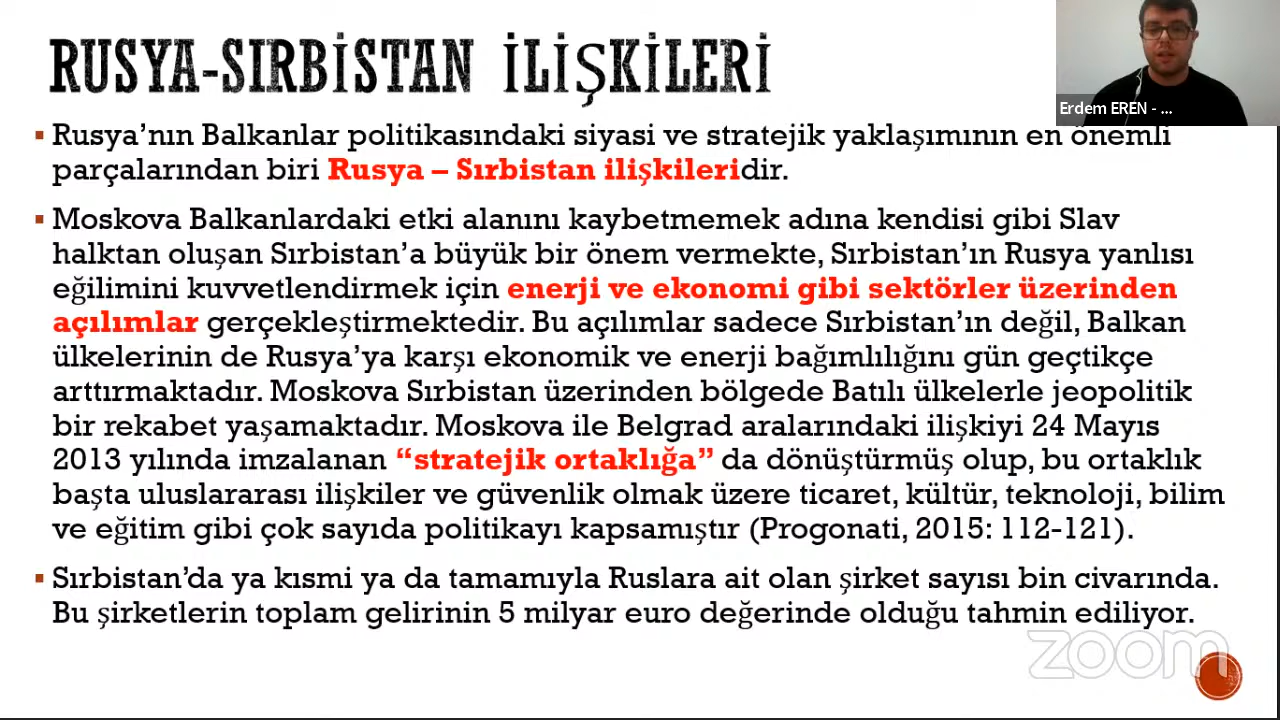 RUSYA-SIRBİSTAN İLİŞKİLERİ
Erdem EREN - ...
▪ Rusya’nın Balkanlar politikasındaki siyasi ve stratejik yaklaşımının en önemli
parçalarından biri Rusya – Sırbistan ilişkileridir.
▪ Moskova Balkanlardaki etki alanını kaybetmemek adına kendisi gibi Slav
halktan oluşan Sırbistan’a büyük bir önem vermekte, Sırbistan’ın Rusya yanlısı
eğilimini kuvvetlendirmek için enerji ve ekonomi gibi sektörler üzerinden
açılımlar gerçekleştirmektedir. Bu açılımlar sadece Sırbistan’ın değil, Balkan
ülkelerinin de Rusya’ya karşı ekonomik ve enerji bağımlılığını gün geçtikçe
arttırmaktadır. Moskova Sırbistan üzerinden bölgede Batılı ülkelerle jeopolitik
bir rekabet yaşamaktadır. Moskova ile Belgrad aralarındaki ilişkiyi 24 Mayıs
2013 yılında imzalanan “stratejik ortaklığa” da dönüştürmüş olup, bu ortaklık
başta uluslararası ilişkiler ve güvenlik olmak üzere ticaret, kültür, teknoloji, bilim
ve eğitim gibi çok sayıda politikayı kapsamıştır (Progonati, 2015: 112-121).
▪ Sırbistan’da ya kısmi ya da tamamıyla Ruslara ait olan şirket sayısı bin civarında.
Bu şirketlerin toplam gelirinin 5 milyar euro değerinde olduğu tahmin ediliyor.
zoom